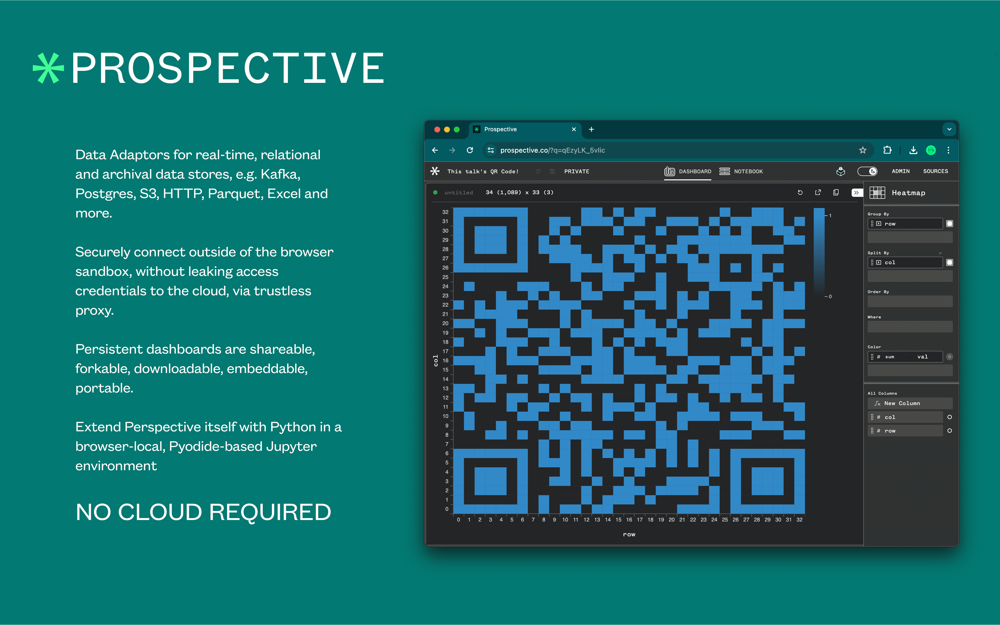 *PROSPECTIVE
Data Adaptors for real-time, relational
and archival data stores, e.g. Kafka,
Postgres, S3, HTTP, Parquet, Excel and
more.
Securely connect outside of the browser
sandbox, without leaking access
credentials to the cloud, via trustless
proxy.
Persistent dashboards are shareable,
forkable, downloadable, embeddable,
portable.
Extend Perspective itself with Python in a
browser-local, Pyodide-based Jupyter
environment
NO CLOUD REQUIRED
Prospective
prospective.co/?q=qEzyLK_5vlic
This talk's QR Code! PRIVATE DASHBOARD NOTEBOOK ADMIN SOURCES
untitled 34 (1,089) x 33 (3)
32
31
30
29
28
27
26
25
24
23
22
21
20
19
18
17
16
15
14
13
12
11
10
9
8
7
6
5
4
3
2
1
0
col
0 1 2 3 4 5 6 7 8 9 10 11 12 13 14 15 16 17 18 19 20 21 22 23 24 25 26 27 28 29 30 31 32
row
1
0
Heatmap
Group By
A row
Split By
A col
Order By
Where
Color
# sum val
All Columns
fx New Column
# col
# row